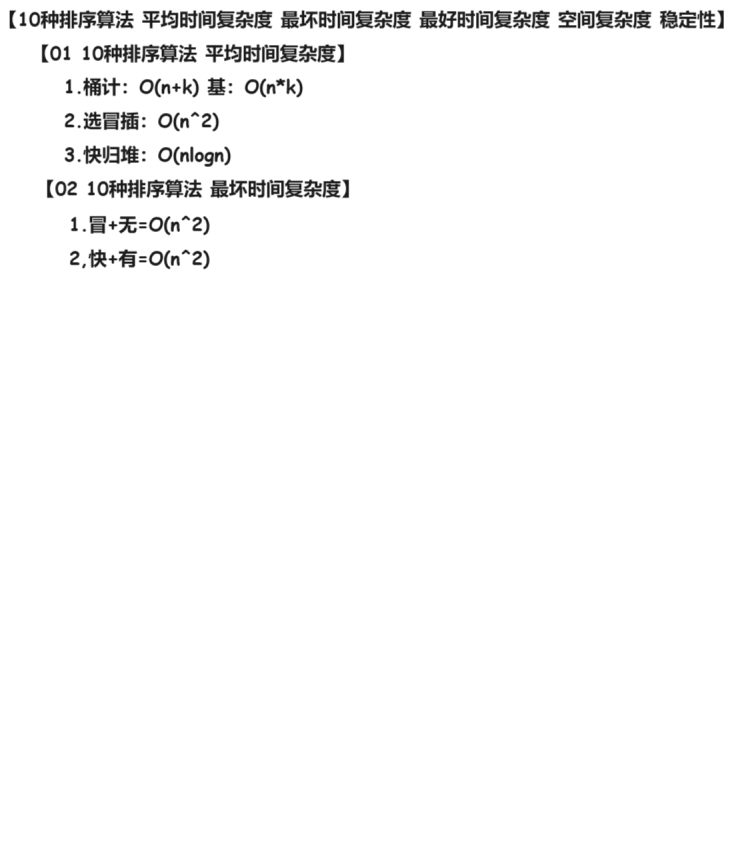 【10种排序算法 平均时间复杂度 最坏时间复杂度 最好时间复杂度 空间复杂度 稳定性】
【01 10种排序算法 平均时间复杂度】
1.桶计：O(n+k) 基：O(n*k)
2.选冒插：O(n^2)
3.快归堆：O(nlogn)
【02 10种排序算法 最坏时间复杂度】
1.冒+无=O(n^2)
2,快+有=O(n^2)